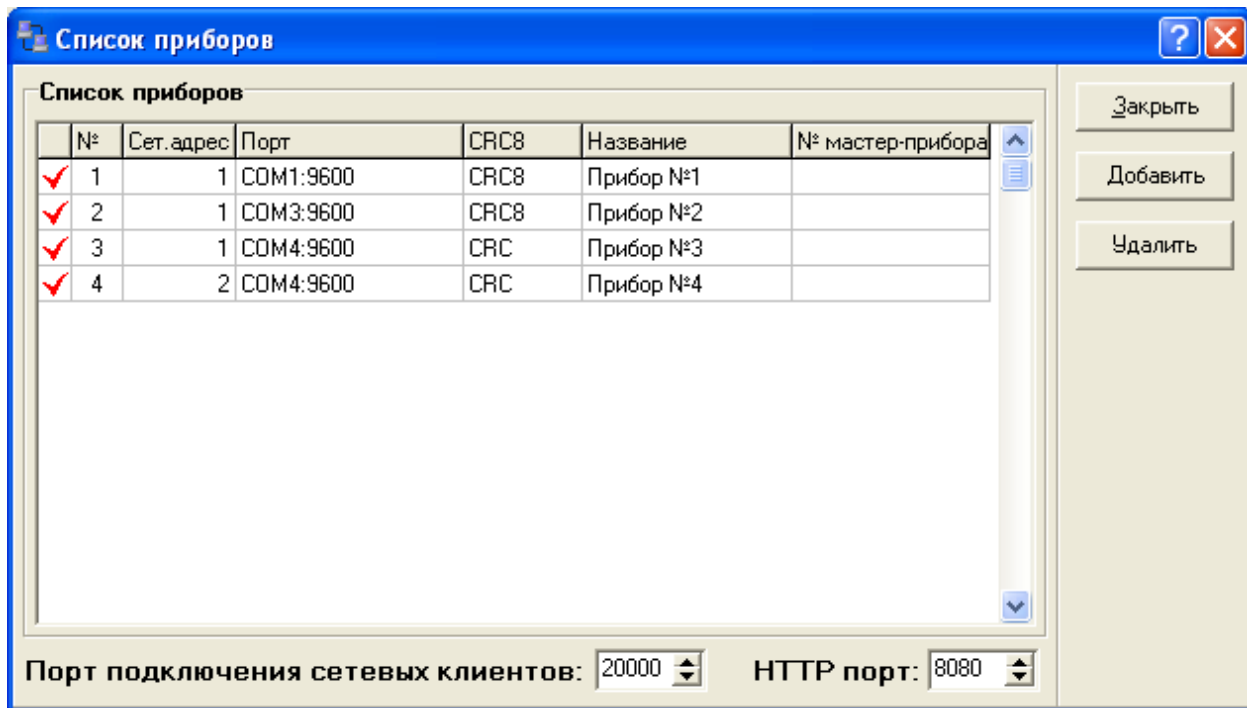 Список приборов
Список приборов
№ Сет.адрес Порт CRC8 Название № мастер-прибора
1 1 COM1:9600 CRC8 Прибор №1
2 1 COM3:9600 CRC8 Прибор №2
3 1 COM4:9600 CRC Прибор №3
4 2 COM4:9600 CRC Прибор №4
Закрыть
Добавить
Удалить
Порт подключения сетевых клиентов: 20000 HTTP порт: 8080